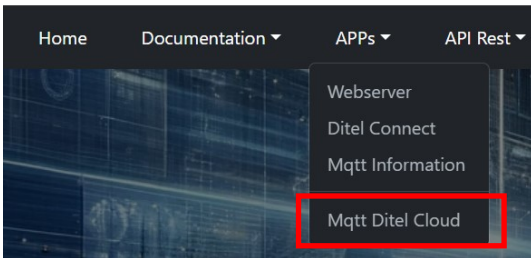 Home Documentation APPs API Rest
Webserver
Ditel Connect
Mqtt Information
Mqtt Ditel Cloud